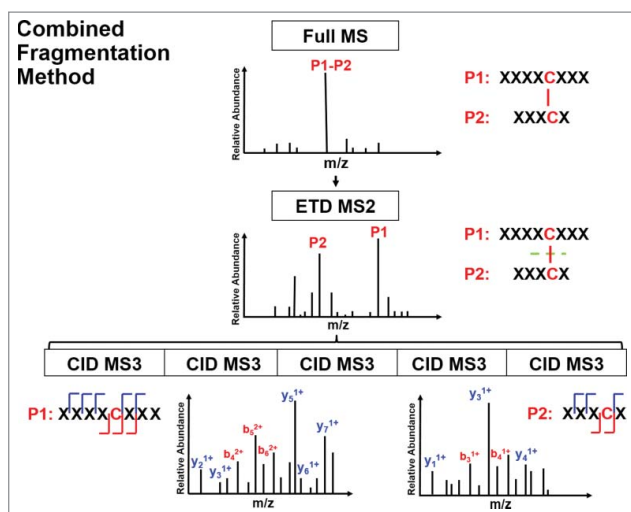 Combined
Fragmentation
Method
Full MS
P1-P2
Relative Abundance
m/z
P1: XXXXCXXX
P2: XXXCX
ETD MS2
P2
P1
Relative Abundance
m/z
P1: XXXXCXXX
P2: XXXCX
CID MS3
CID MS3
CID MS3
CID MS3
CID MS3
P1: XXXXCXXX
Relative Abundance
y2 1+
y3 1+
b4 2+
b5 2+
b6 2+
y5 1+
y6 1+
y7 1+
m/z
Relative Abundance
y1 1+
b3 1+
y3 1+
b4 1+
y4 1+
m/z
P2: XXXCX